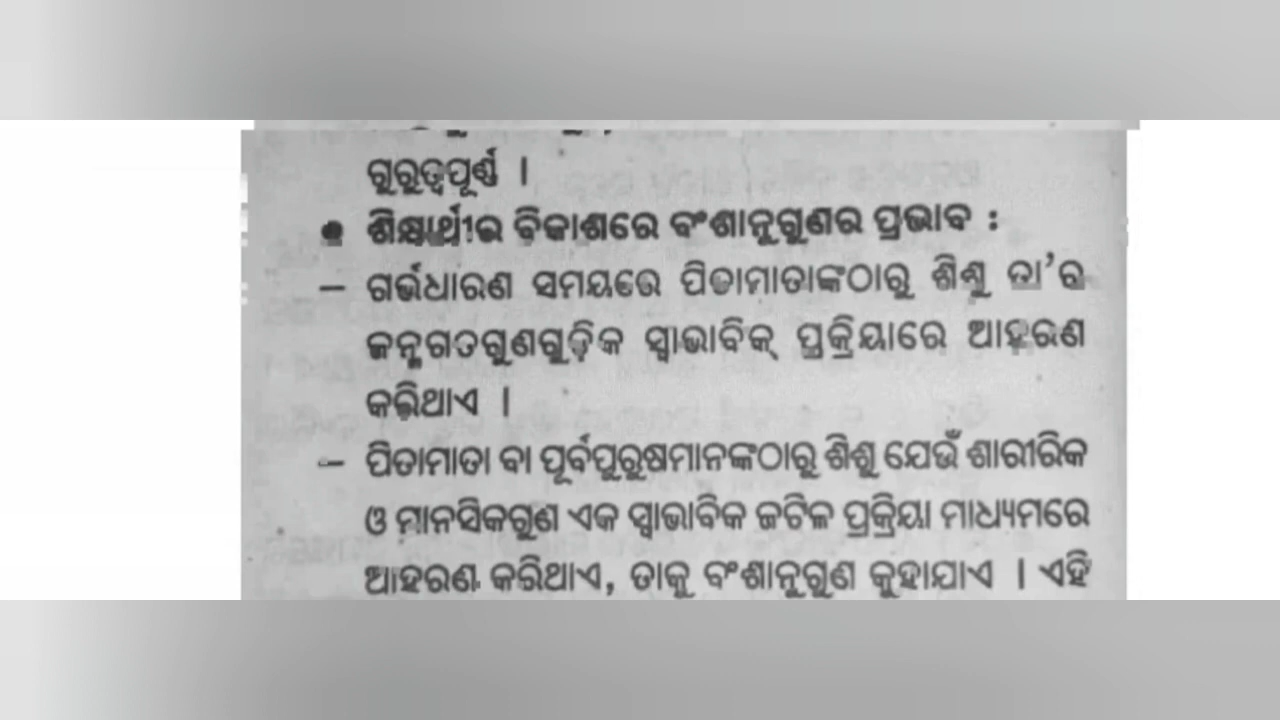 ଗୁରୁତ୍ୱପୂର୍ଣ୍ଣ ।
● ଶିକ୍ଷାର୍ଥୀର ବିକାଶରେ ବଂଶାନୁଗୁଣର ପ୍ରଭାବ :
– ଗର୍ଭଧାରଣ ସମୟରେ ପିତାମାତାଙ୍କଠାରୁ ଶିଶୁ ତା’ର
ଜନ୍ମଗତଗୁଣଗୁଡ଼ିକ ସ୍ୱାଭାବିକ୍ ପ୍ରକ୍ରିୟାରେ ଆହରଣ
କରିଥାଏ ।
– ପିତାମାତା ବା ପୂର୍ବପୁରୁଷମାନଙ୍କଠାରୁ ଶିଶୁ ଯେଉଁ ଶାରୀରିକ
ଓ ମାନସିକଗୁଣ ଏକ ସ୍ୱାଭାବିକ ଜଟିଳ ପ୍ରକ୍ରିୟା ମାଧ୍ୟମରେ
ଆହରଣ କରିଥାଏ, ତାକୁ ବଂଶାନୁଗୁଣ କୁହାଯାଏ । ଏହି